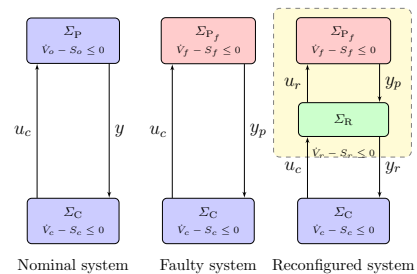 Σ_P Σ_{P_f} Σ_{P_f}
V̇_o − S_o ≤ 0 V̇_f − S_f ≤ 0 V̇_f − S_f ≤ 0
u_r y_p
u_c y u_c y_p Σ_R
V̇_r − S_r ≤ 0
u_c y_r
Σ_C Σ_C Σ_C
V̇_c − S_c ≤ 0 V̇_c − S_c ≤ 0 V̇_c − S_c ≤ 0
Nominal system Faulty system Reconfigured system